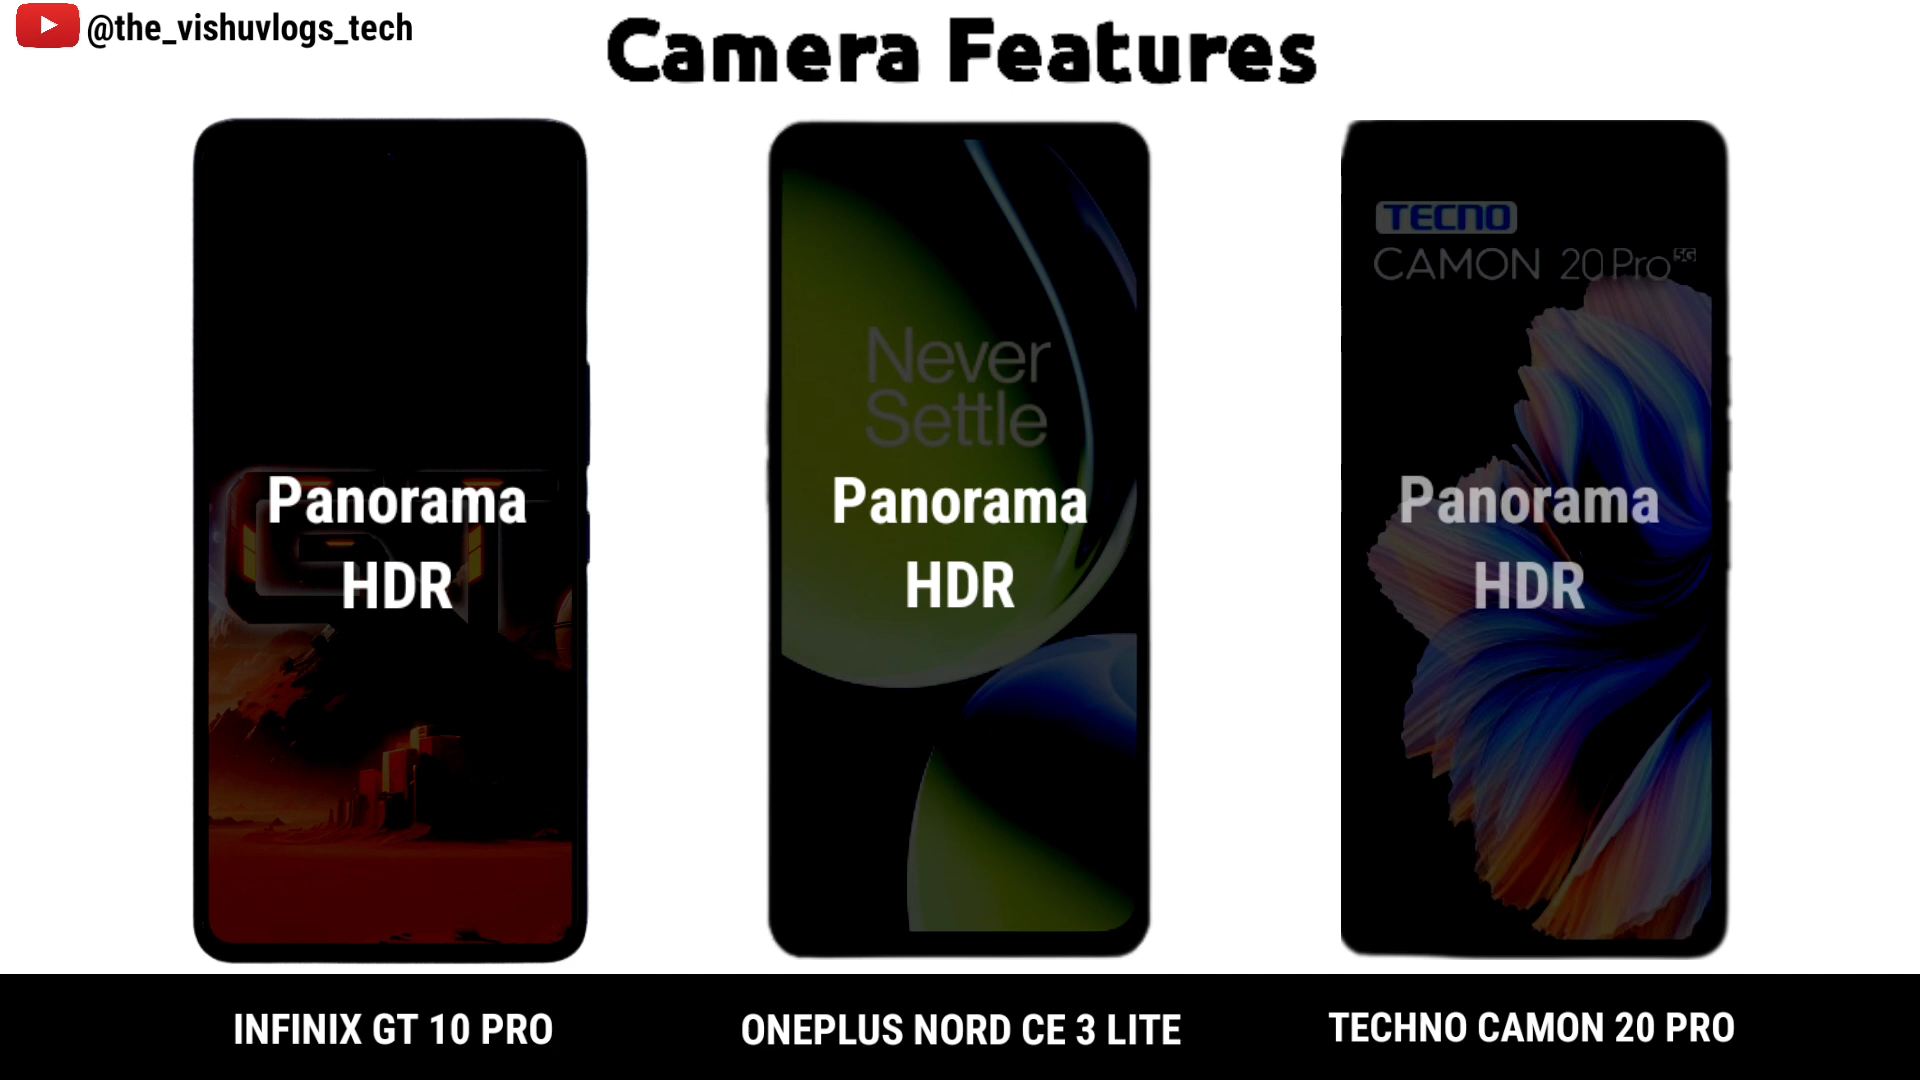 @the_vishuvlogs_tech
Camera Features
TECNO
CAMON 20 Pro 5G
Never
Settle
Panorama
HDR
Panorama
HDR
Panorama
HDR
INFINIX GT 10 PRO
ONEPLUS NORD CE 3 LITE
TECHNO CAMON 20 PRO